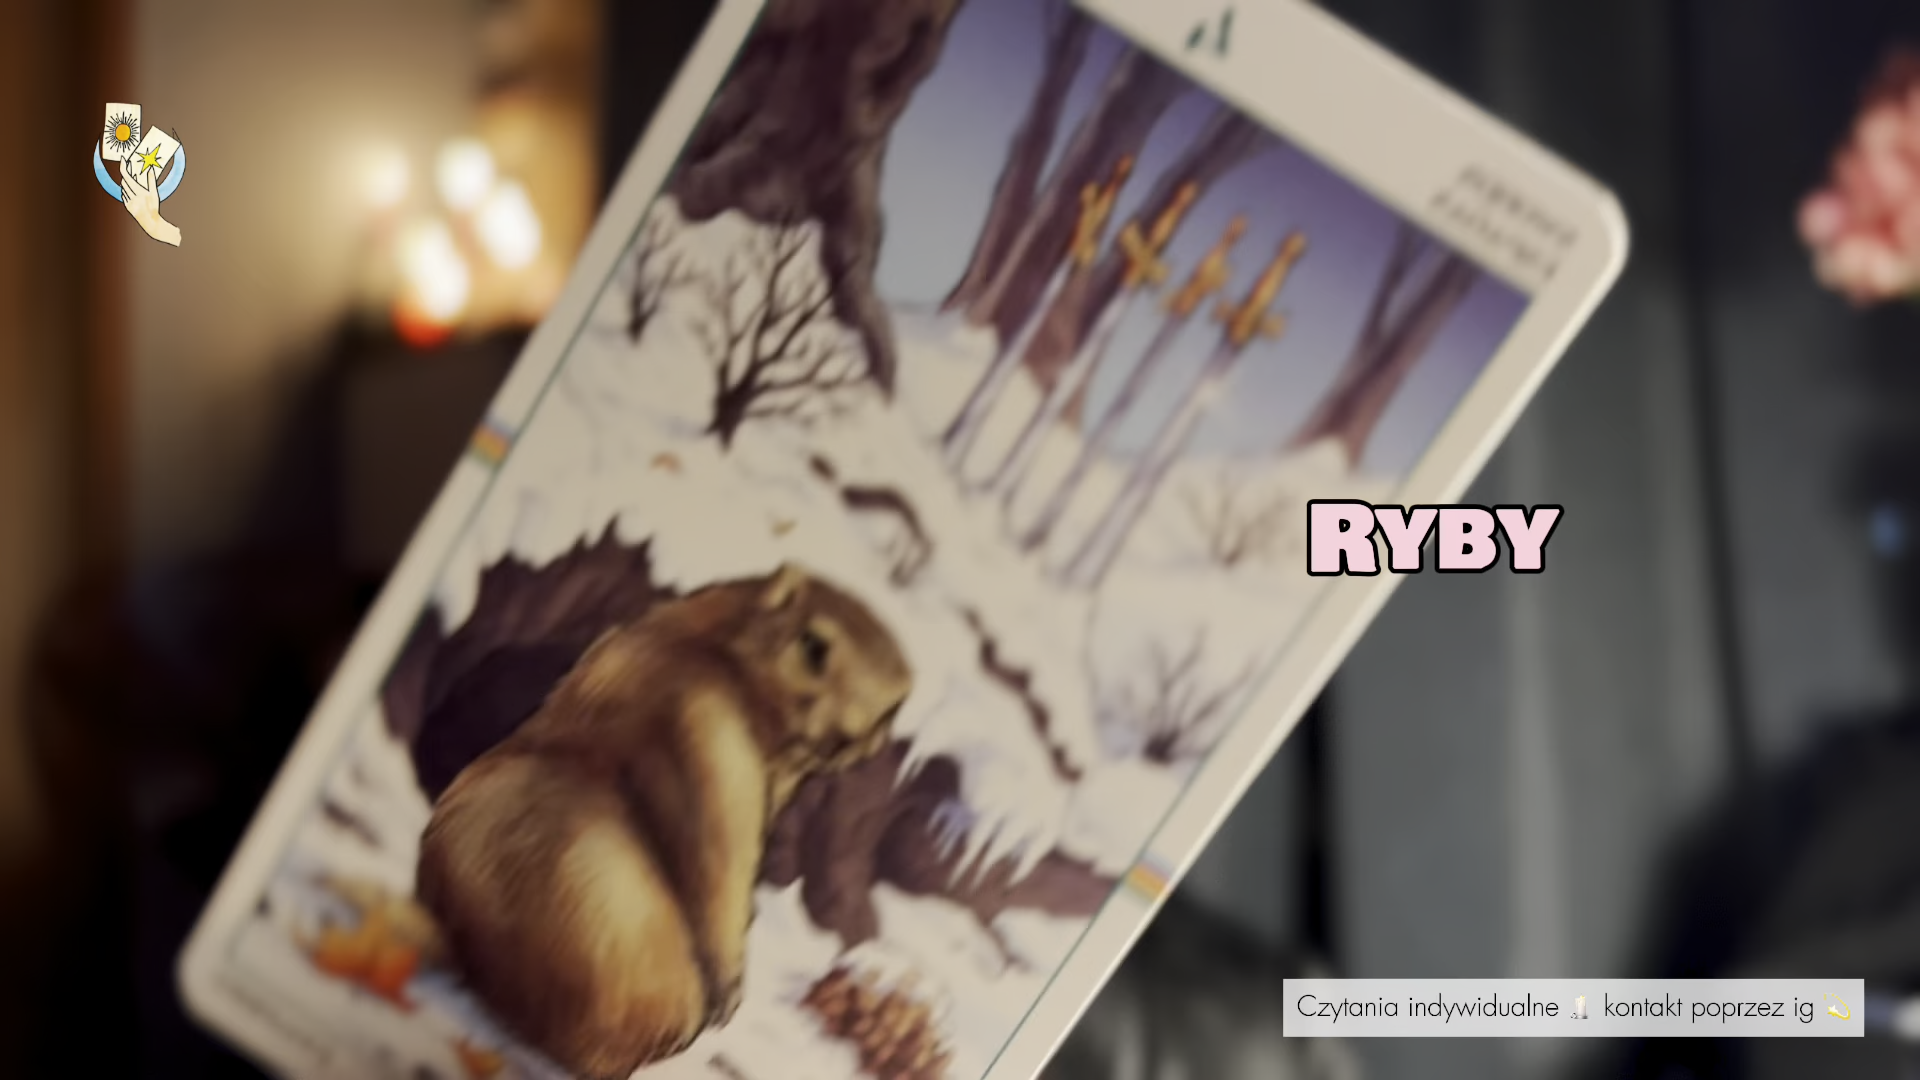 Ryby
Czytania indywidualne 🕯 kontakt poprzez ig 💫